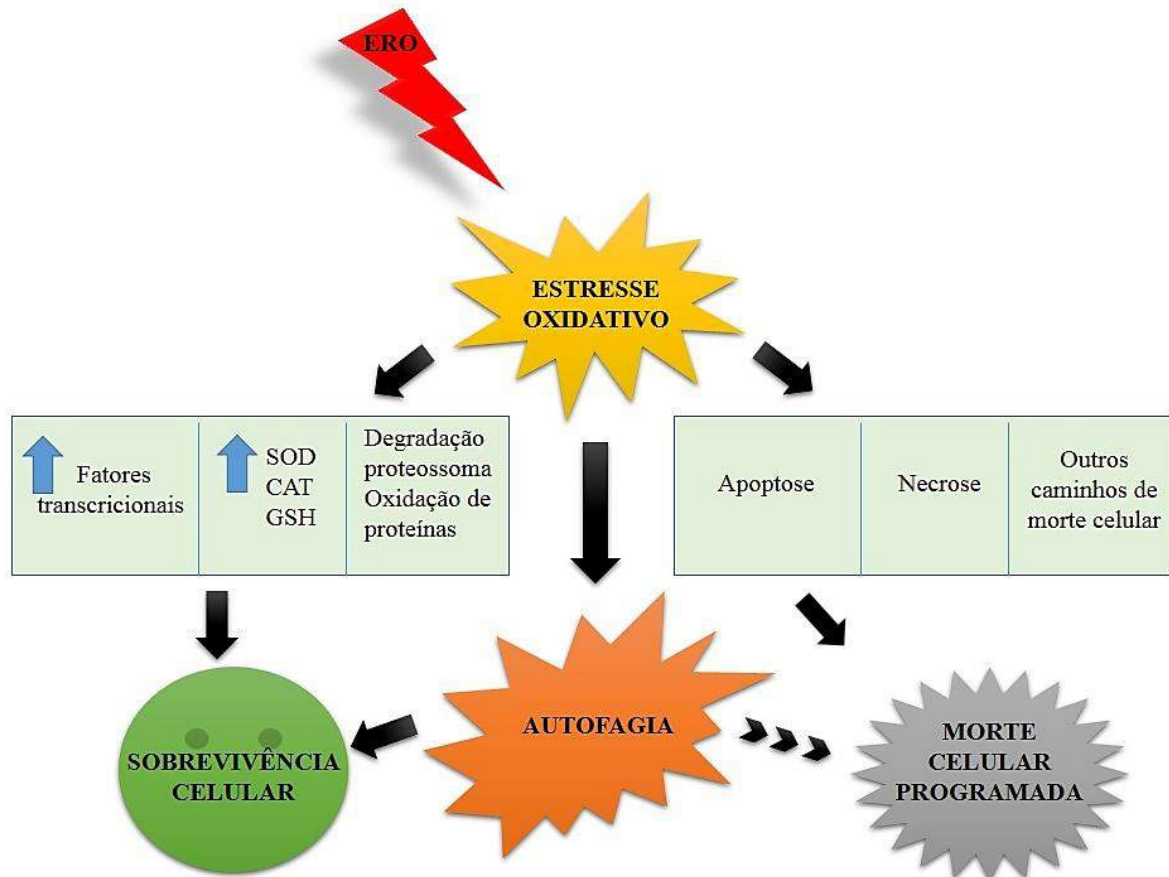 ERO
ESTRESSE
OXIDATIVO
Fatores
transcricionais
SOD
CAT
GSH
Degradação
proteossoma
Oxidação de
proteínas
Apoptose
Necrose
Outros
caminhos de
morte celular
SOBREVIVÊNCIA
CELULAR
AUTOFAGIA
MORTE
CELULAR
PROGRAMADA